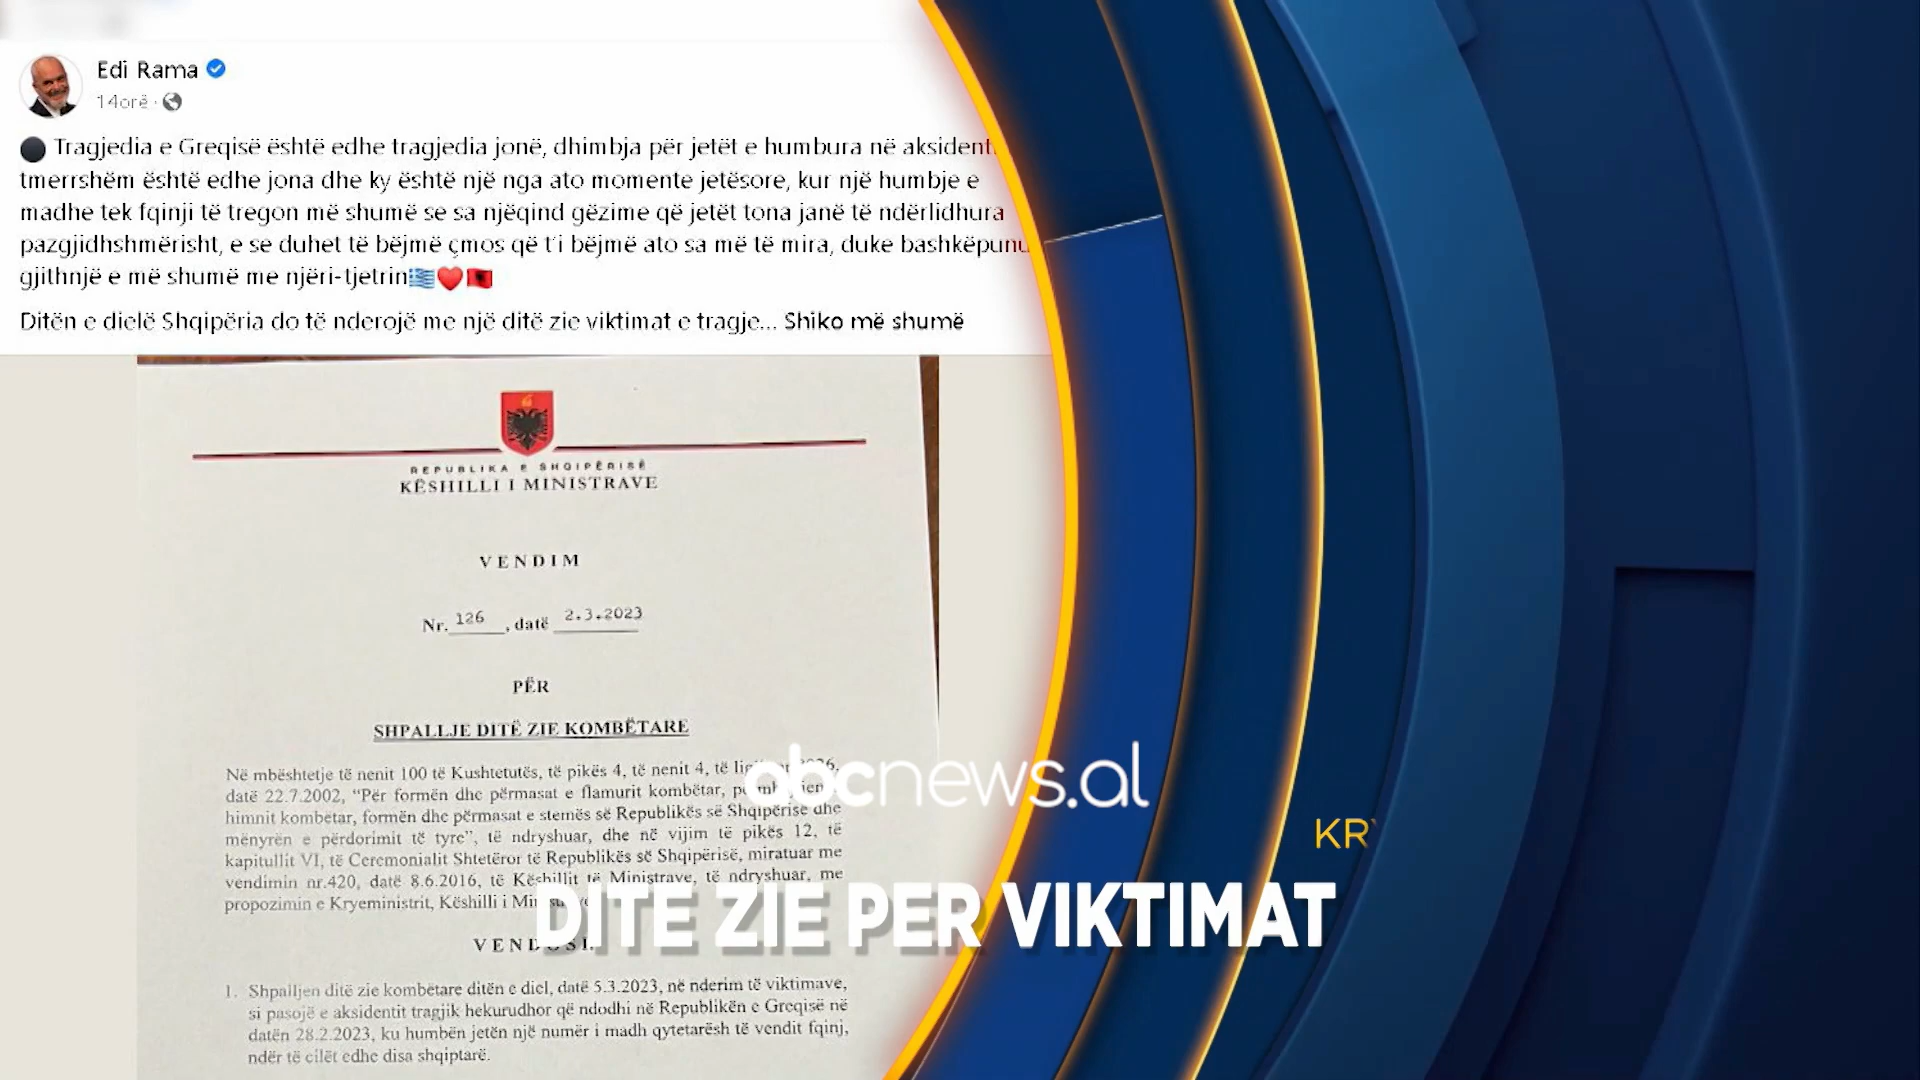 Edi Rama
14orë ·
Tragjedia e Greqisë është edhe tragjedia jonë, dhimbja për jetët e humbura në aksident
tmerrshëm është edhe jona dhe ky është një nga ato momente jetësore, kur një humbje e
madhe tek fqinji të tregon më shumë se sa njëqind gëzime që jetët tona janë të ndërlidhura
pazgjidhshmërisht, e se duhet të bëjmë çmos që t'i bëjmë ato sa më të mira, duke bashkëpunu
gjithnjë e më shumë me njëri-tjetrin🇬🇷❤️🇦🇱
Ditën e dielë Shqipëria do të nderojë me një ditë zie viktimat e tragje... Shiko më shumë
REPUBLIKA E SHQIPËRISË
KËSHILLI I MINISTRAVE
VENDIM
Nr. 126, datë 2.3.2023
PËR
SHPALLJE DITË ZIE KOMBËTARE
Në mbështetje të nenit 100 të Kushtetutës, të pikës 4, të nenit 4, të
datë 22.7.2002, "Për formën dhe përmasat e flamurit kombëtar,
himnit kombëtar, formën dhe përmasat e stemës së Republikës së Shqipërisë dhe
mënyrën e përdorimit të tyre", të ndryshuar, dhe në vijim të pikës 12, të
kapitullit VI, të Ceremonialit Shtetëror të Republikës së Shqipërisë, miratuar me
vendimin nr.420, datë 8.6.2016, të Këshillit të Ministrave, të ndryshuar, me
propozimin e Kryeministrit, Këshilli i
VENDOSI:
1. Shpalljen ditë zie kombëtare ditën e diel, datë 5.3.2023, në nderim të viktimave,
si pasojë e aksidentit tragjik hekurudhor që ndodhi në Republikën e Greqisë në
datën 28.2.2023, ku humbën jetën një numër i madh qytetarësh të vendit fqinj,
ndër të cilët edhe disa shqiptarë.
abcnews.al
KRY
DITE ZIE PER VIKTIMAT